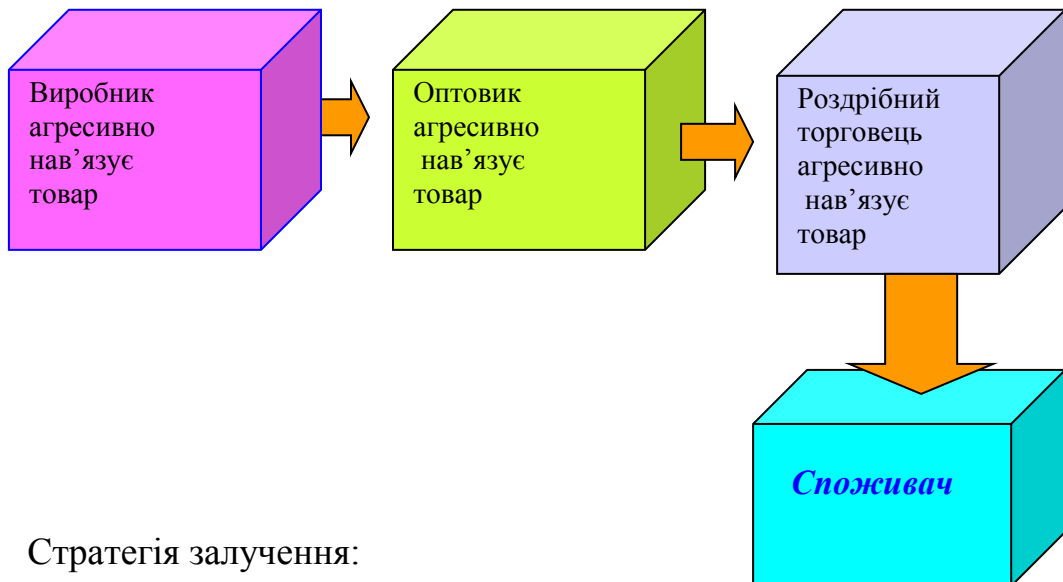 Виробник
агресивно
нав’язує
товар
Оптовик
агресивно
нав’язує
товар
Роздрібний
торговець
агресивно
нав’язує
товар
Споживач
Стратегія залучення: